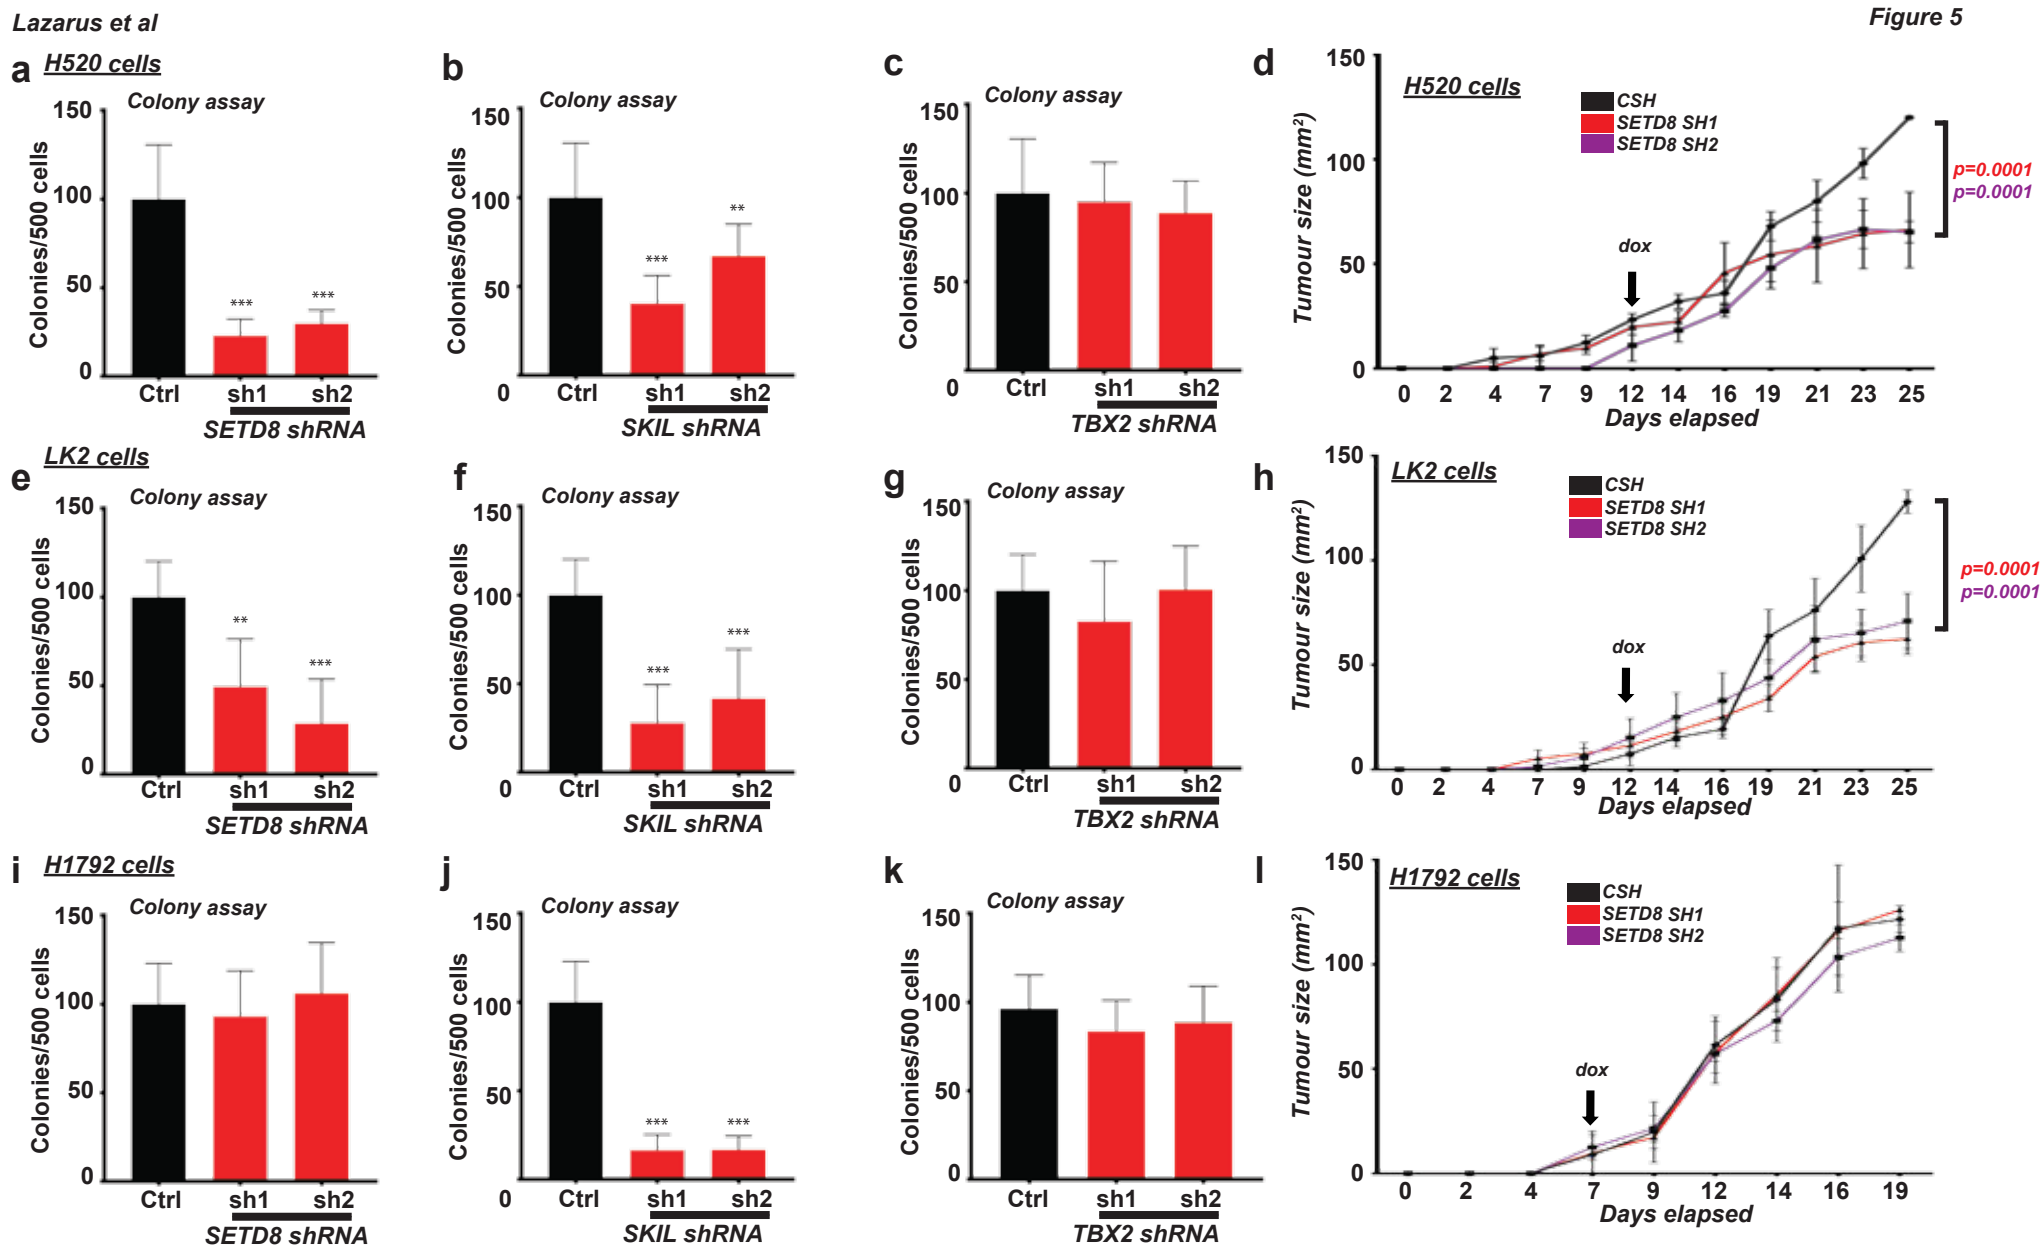 Lazarus et al
Figure 5
a H520 cells
Colony assay
Colonies/500 cells
150
100
50
0
Ctrl sh1 sh2
SETD8 shRNA
*** ***
b
Colony assay
Colonies/500 cells
150
100
50
0
*** **
Ctrl sh1 sh2
SKIL shRNA
c
Colony assay
Colonies/500 cells
150
100
50
0
Ctrl sh1 sh2
TBX2 shRNA
d
H520 cells
CSH
SETD8 SH1
SETD8 SH2
Tumour size (mm²)
150
100
50
0
dox
p=0.0001
p=0.0001
0 2 4 7 9 12 14 16 19 21 23 25
Days elapsed
e LK2 cells
Colony assay
Colonies/500 cells
150
100
50
0
** ***
Ctrl sh1 sh2
SETD8 shRNA
f
Colony assay
Colonies/500 cells
150
100
50
0
*** ***
Ctrl sh1 sh2
SKIL shRNA
g
Colony assay
Colonies/500 cells
150
100
50
0
Ctrl sh1 sh2
TBX2 shRNA
h
LK2 cells
CSH
SETD8 SH1
SETD8 SH2
Tumour size (mm²)
150
100
50
0
dox
p=0.0001
p=0.0001
0 2 4 7 9 12 14 16 19 21 23 25
Days elapsed
i H1792 cells
Colony assay
Colonies/500 cells
150
100
50
0
Ctrl sh1 sh2
SETD8 shRNA
j
Colony assay
Colonies/500 cells
150
100
50
0
*** ***
Ctrl sh1 sh2
SKIL shRNA
k
Colony assay
Colonies/500 cells
150
100
50
0
Ctrl sh1 sh2
TBX2 shRNA
l
H1792 cells
CSH
SETD8 SH1
SETD8 SH2
Tumour size (mm²)
150
100
50
0
dox
0 2 4 7 9 12 14 16 19
Days elapsed